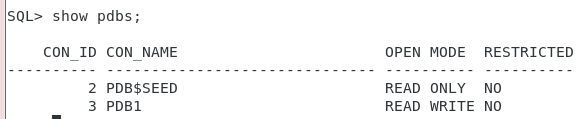 SQL> show pdbs;
    CON_ID CON_NAME                       OPEN MODE  RESTRICTED
---------- ------------------------------ ---------- ----------
         2 PDB$SEED                       READ ONLY  NO
         3 PDB1                           READ WRITE NO